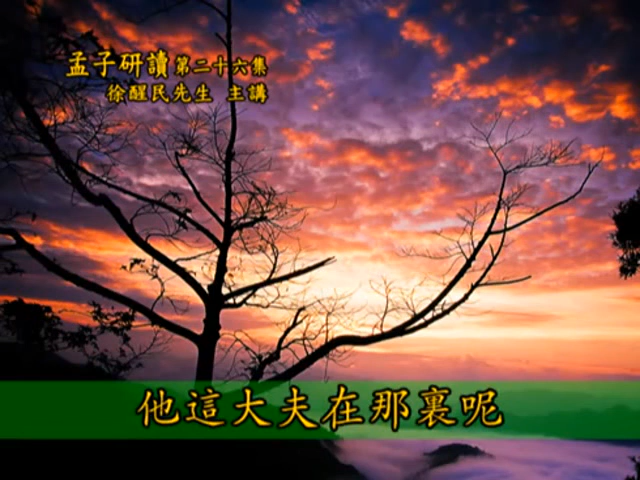 孟子研讀 第二十六集
徐醒民先生 主講
他這大夫在那裏呢